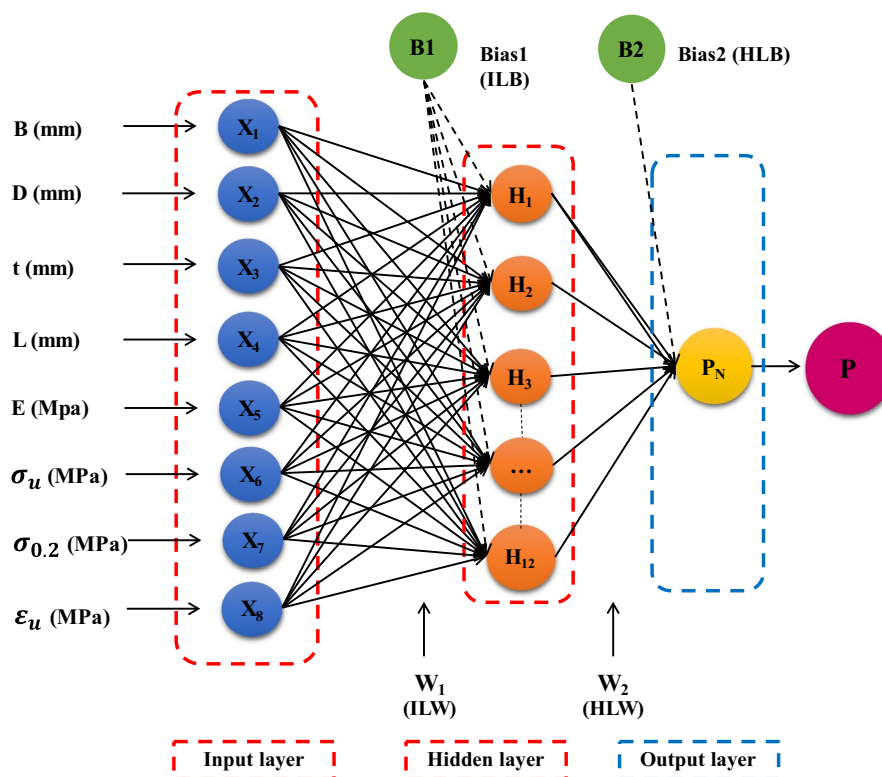 B1
Bias1
(ILB)
B2
Bias2 (HLB)
B (mm)
X₁
D (mm)
X₂
t (mm)
X₃
L (mm)
X₄
E (Mpa)
X₅
σᵤ (MPa)
X₆
σ₀.₂ (MPa)
X₇
εᵤ (MPa)
X₈
H₁
H₂
H₃
...
H₁₂
P_N
P
W₁
(ILW)
W₂
(HLW)
Input layer
Hidden layer
Output layer